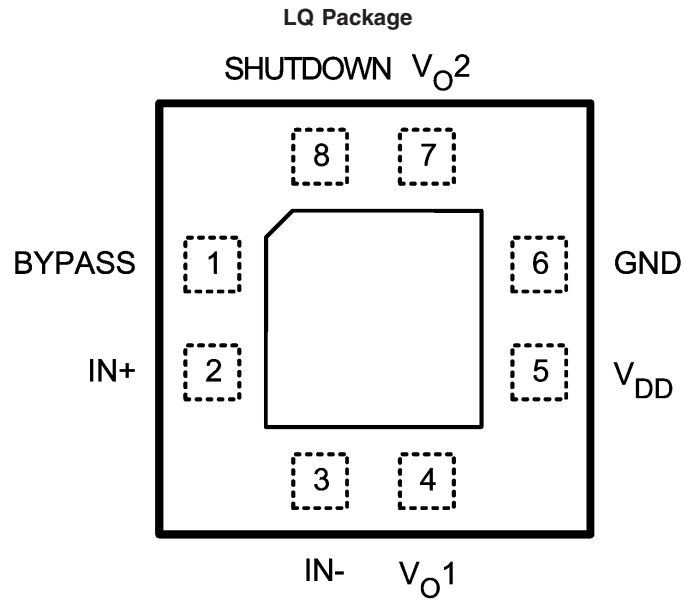 LQ Package
SHUTDOWN V_O2
8 7
BYPASS 1 6 GND
IN+ 2 5 V_DD
3 4
IN- V_O1